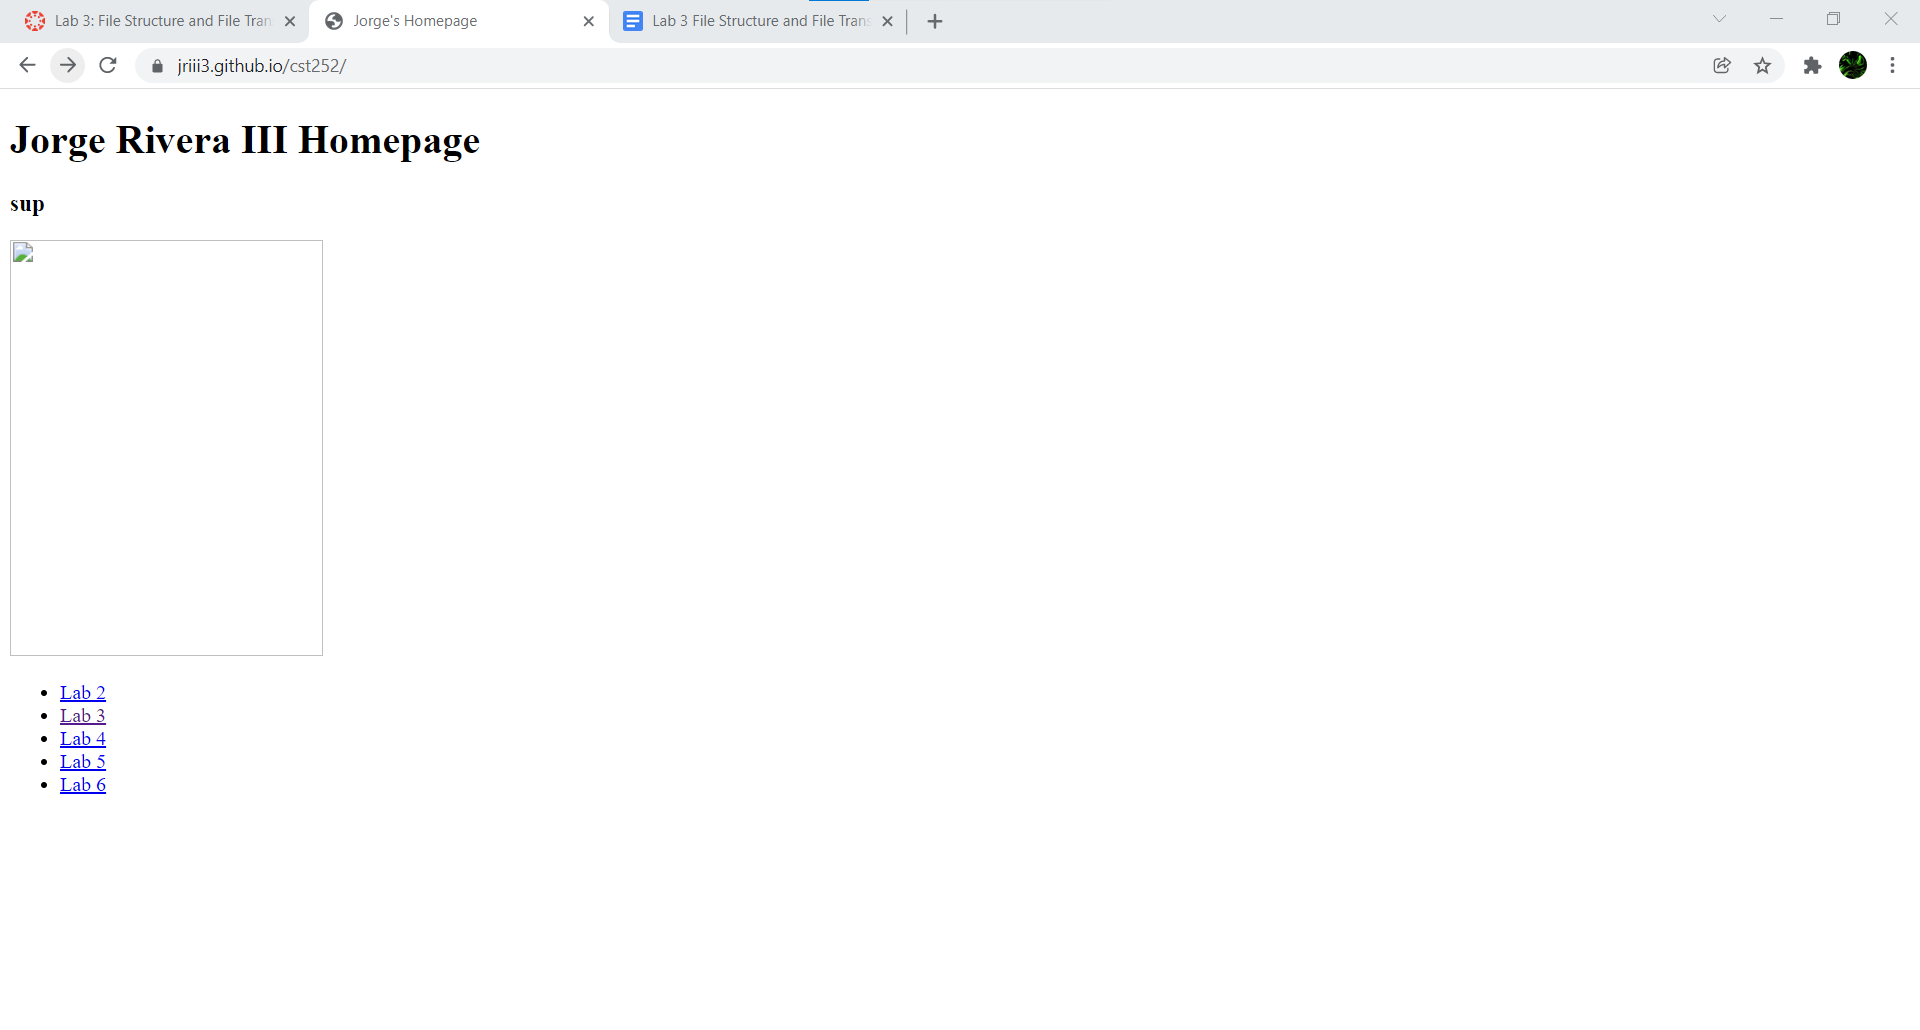 Lab 3: File Structure and File Tran
Jorge's Homepage
Lab 3 File Structure and File Trans
jriii3.github.io/cst252/
Jorge Rivera III Homepage
sup
Lab 2
Lab 3
Lab 4
Lab 5
Lab 6